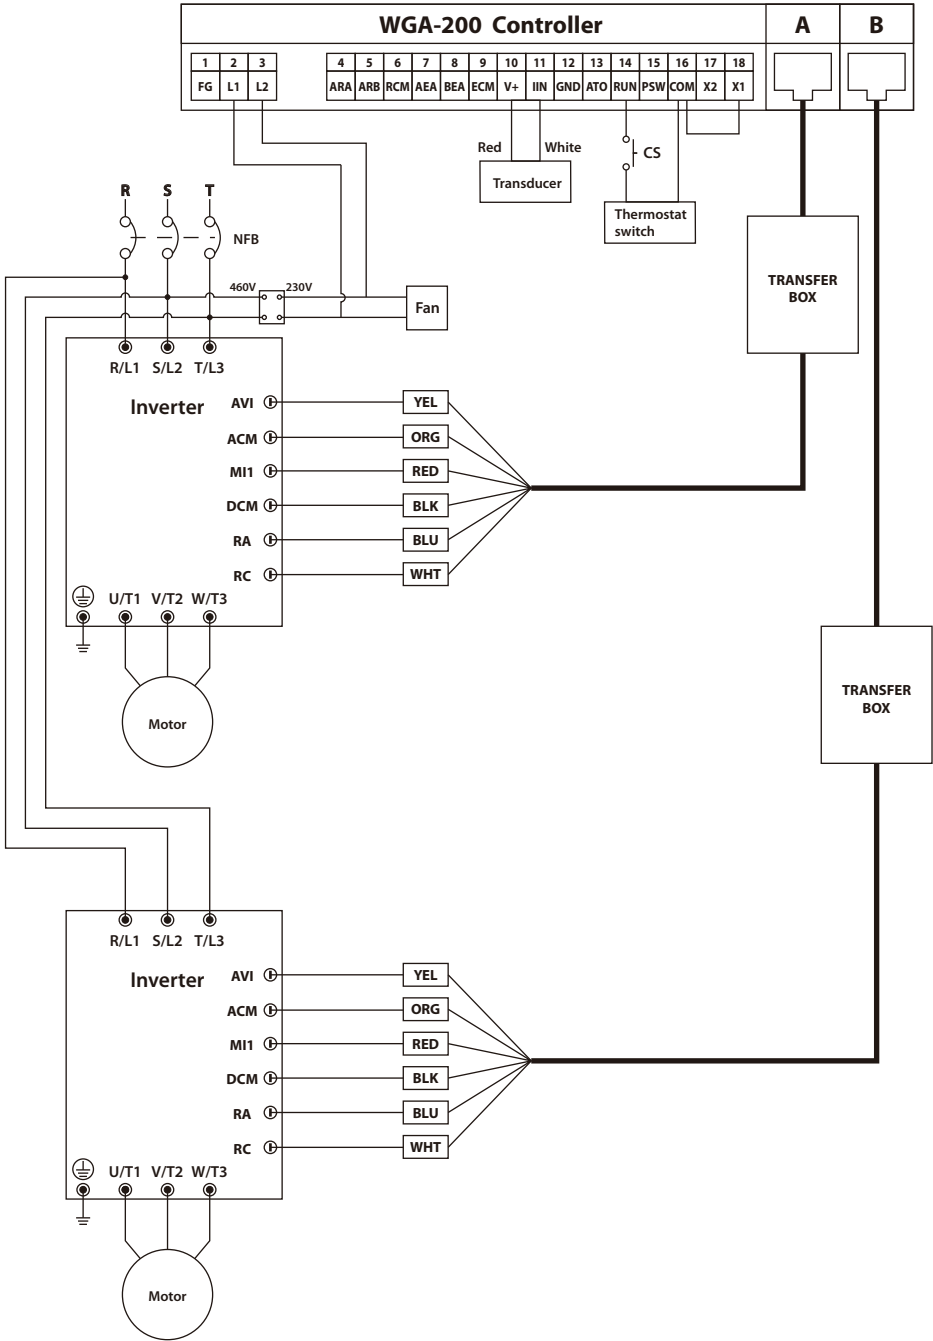 WGA-200 Controller A B
1 2 3 4 5 6 7 8 9 10 11 12 13 14 15 16 17 18
FG L1 L2 ARA ARB RCM AEA BEA ECM V+ IIN GND ATO RUN PSW COM X2 X1
Red White CS
Transducer
Thermostat
switch
R S T
NFB
460V 230V
Fan
TRANSFER
BOX
R/L1 S/L2 T/L3
Inverter
AVI YEL
ACM ORG
MI1 RED
DCM BLK
RA BLU
RC WHT
U/T1 V/T2 W/T3
Motor
TRANSFER
BOX
R/L1 S/L2 T/L3
Inverter
AVI YEL
ACM ORG
MI1 RED
DCM BLK
RA BLU
RC WHT
U/T1 V/T2 W/T3
Motor